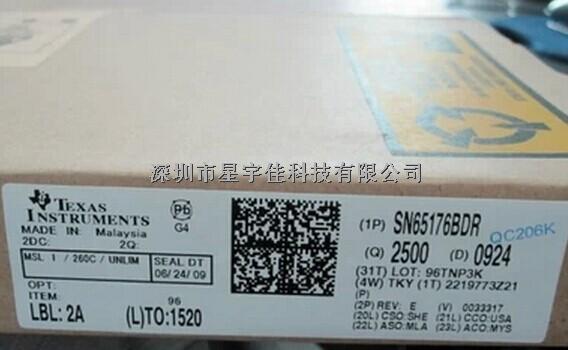 深圳市星宇佳科技有限公司
TEXAS INSTRUMENTS
MADE IN: Malaysia
2DC: 2Q:
Pb
G4
MSL 1 / 260C / UNLIM
SEAL DT
06/24/09
OPT:
ITEM:
LBL: 2A
96
(L)TO:1520
(1P) SN65176BDR
QC206K
(Q) 2500 (D) 0924
(31T) LOT: 96TNP3K
(4W) TKY (1T) 2219773Z21
(P)
(2P) REV: E (V) 0033317
(20L) CSO:SHE (21L) CCO:USA
(22L) ASO:MLA (23L) ACO:MYS